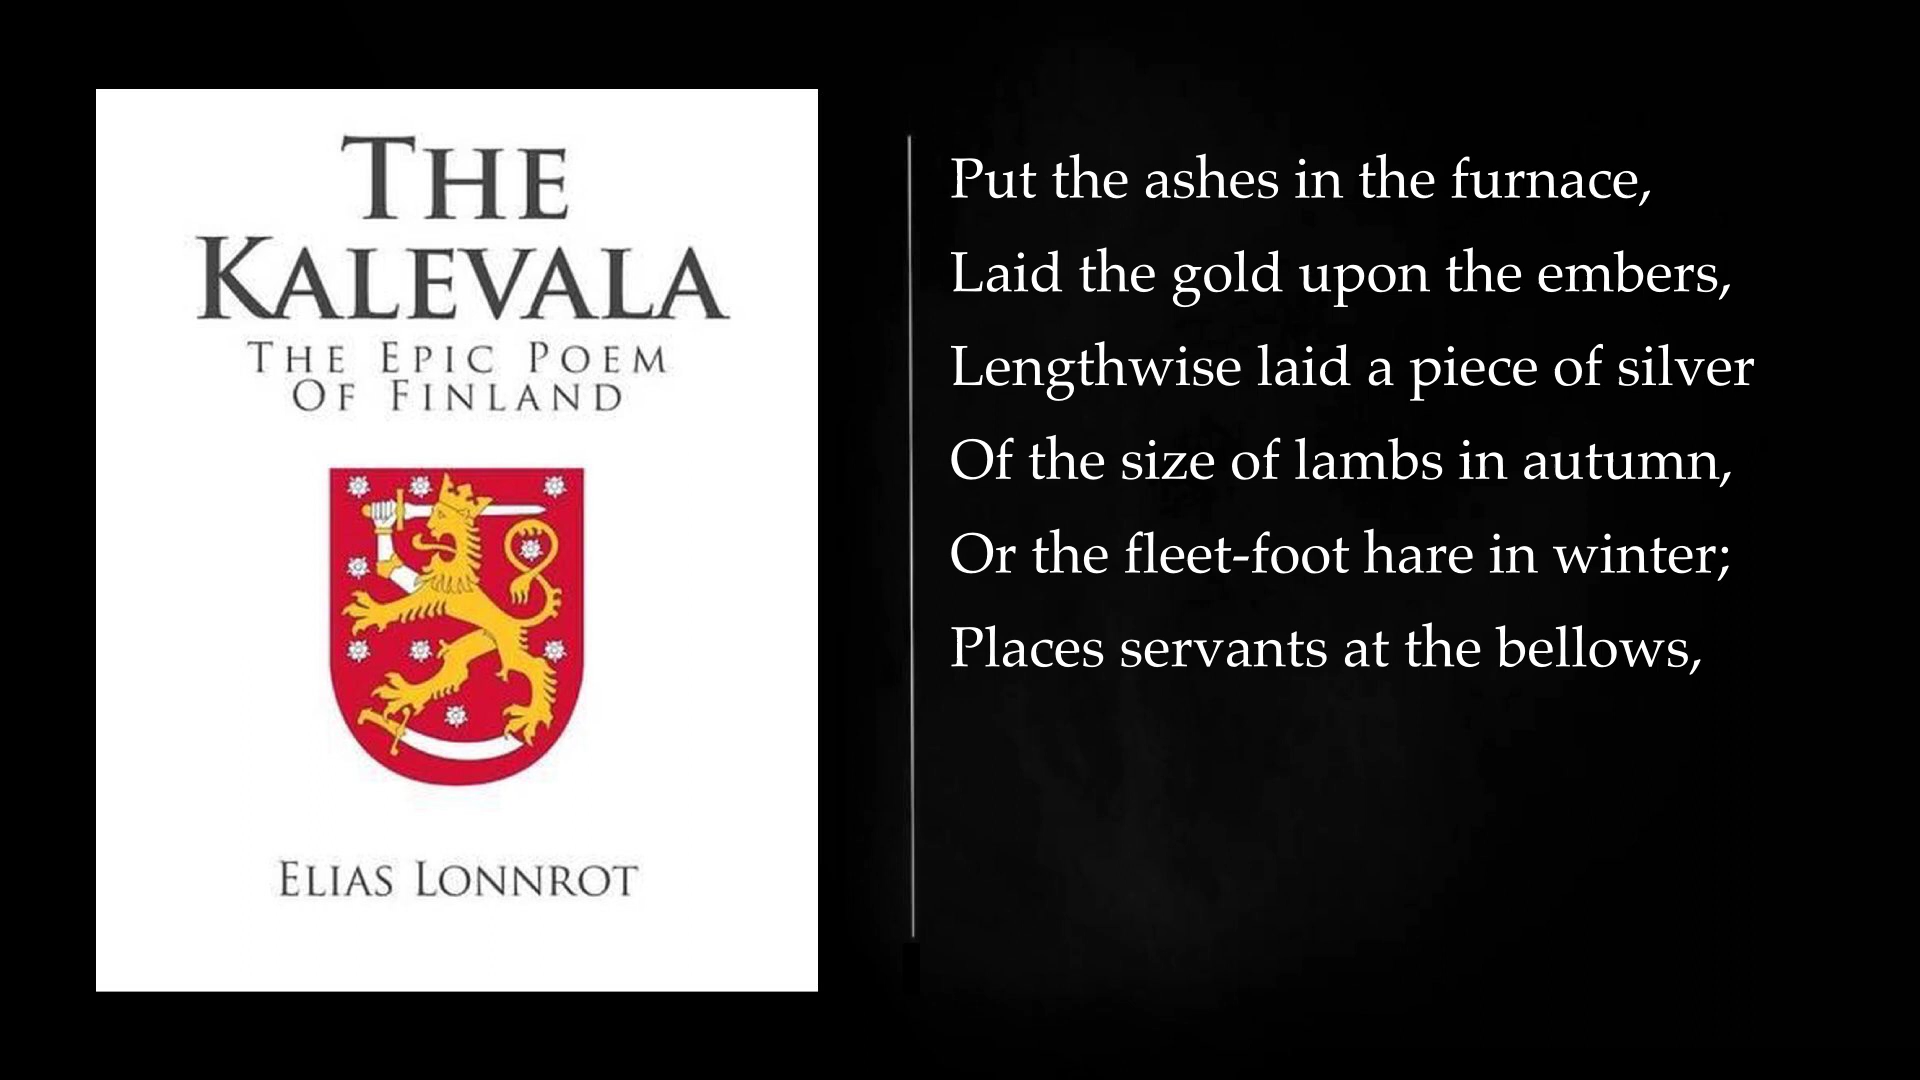 THE
KALEVALA
THE EPIC POEM
OF FINLAND
ELIAS LONNROT
Put the ashes in the furnace,
Laid the gold upon the embers,
Lengthwise laid a piece of silver
Of the size of lambs in autumn,
Or the fleet-foot hare in winter;
Places servants at the bellows,